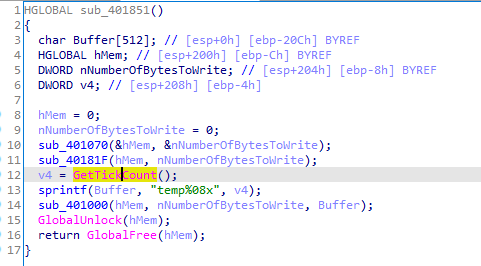 1 HGLOBAL sub_401851()
2 {
3 char Buffer[512]; // [esp+0h] [ebp-20Ch] BYREF
4 HGLOBAL hMem; // [esp+200h] [ebp-Ch] BYREF
5 DWORD nNumberOfBytesToWrite; // [esp+204h] [ebp-8h] BYREF
6 DWORD v4; // [esp+208h] [ebp-4h]
7
8 hMem = 0;
9 nNumberOfBytesToWrite = 0;
10 sub_401070(&hMem, &nNumberOfBytesToWrite);
11 sub_40181F(hMem, nNumberOfBytesToWrite);
12 v4 = GetTickCount();
13 sprintf(Buffer, "temp%08x", v4);
14 sub_401000(hMem, nNumberOfBytesToWrite, Buffer);
15 GlobalUnlock(hMem);
16 return GlobalFree(hMem);
17 }